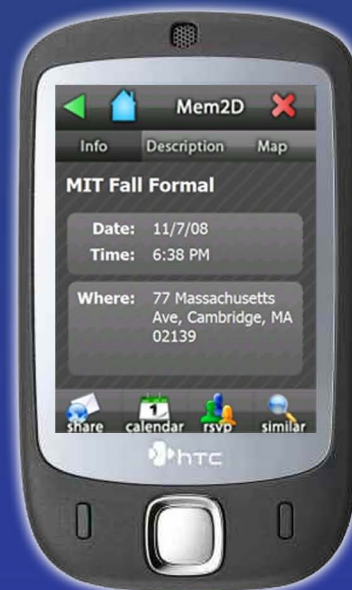 Mem2D
Info Description Map
MIT Fall Formal
Date: 11/7/08
Time: 6:38 PM
Where: 77 Massachusetts
Ave, Cambridge, MA
02139
1
share calendar rsvp similar
hTC